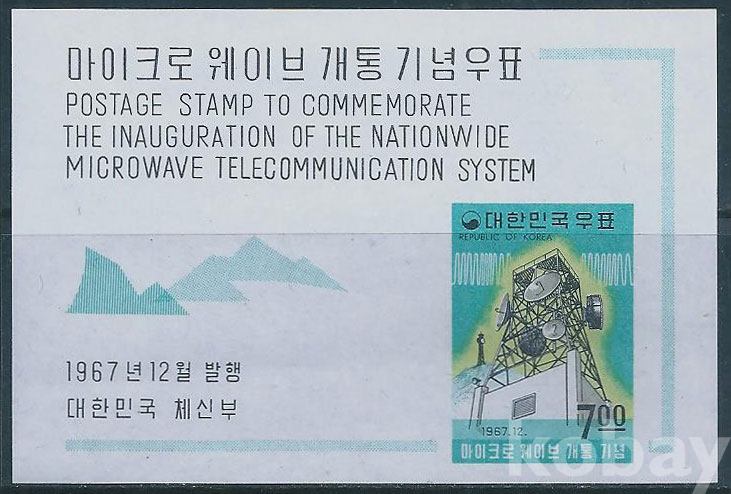 마이크로 웨이브 개통 기념우표
POSTAGE STAMP TO COMMEMORATE
THE INAUGURATION OF THE NATIONWIDE
MICROWAVE TELECOMMUNICATION SYSTEM
대한민국우표
REPUBLIC OF KOREA
1967년 12월 발행
대한민국 체신부
7.00
1967.12.
마이크로 웨이브 개통 기념
kobay